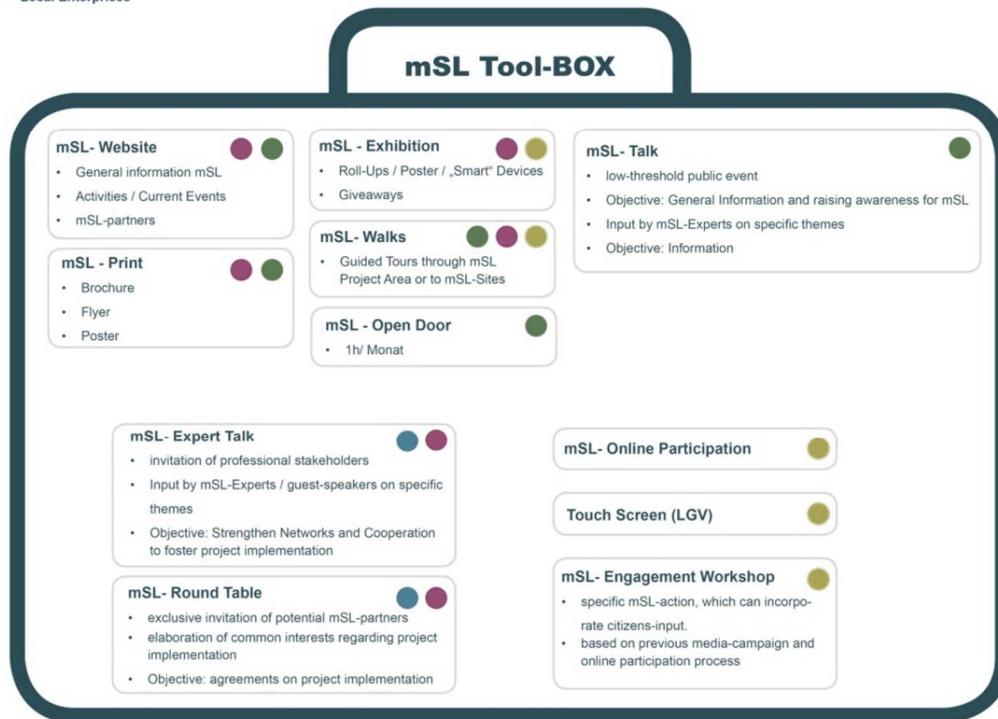 Local Enterprises
mSL Tool-BOX
mSL- Website
• General information mSL
• Activities / Current Events
• mSL-partners
mSL - Print
• Brochure
• Flyer
• Poster
mSL - Exhibition
• Roll-Ups / Poster / „Smart“ Devices
• Giveaways
mSL- Walks
• Guided Tours through mSL
Project Area or to mSL-Sites
mSL - Open Door
• 1h/ Monat
mSL- Talk
• low-threshold public event
• Objective: General Information and raising awareness for mSL
• Input by mSL-Experts on specific themes
• Objective: Information
mSL- Expert Talk
• invitation of professional stakeholders
• Input by mSL-Experts / guest-speakers on specific
themes
• Objective: Strengthen Networks and Cooperation
to foster project implementation
mSL- Round Table
• exclusive invitation of potential mSL-partners
• elaboration of common interests regarding project
implementation
• Objective: agreements on project implementation
mSL- Online Participation
Touch Screen (LGV)
mSL- Engagement Workshop
• specific mSL-action, which can incorpo-
rate citizens-input.
• based on previous media-campaign and
online participation process